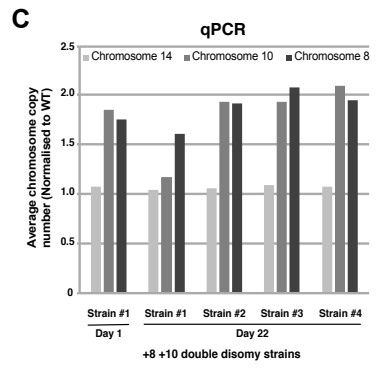 C
qPCR
Chromosome 14 Chromosome 10 Chromosome 8
Average chromosome copy
number (Normalised to WT)
2.5
2.0
1.5
1.0
0.5
0
Strain #1 Strain #1 Strain #2 Strain #3 Strain #4
Day 1 Day 22
+8 +10 double disomy strains